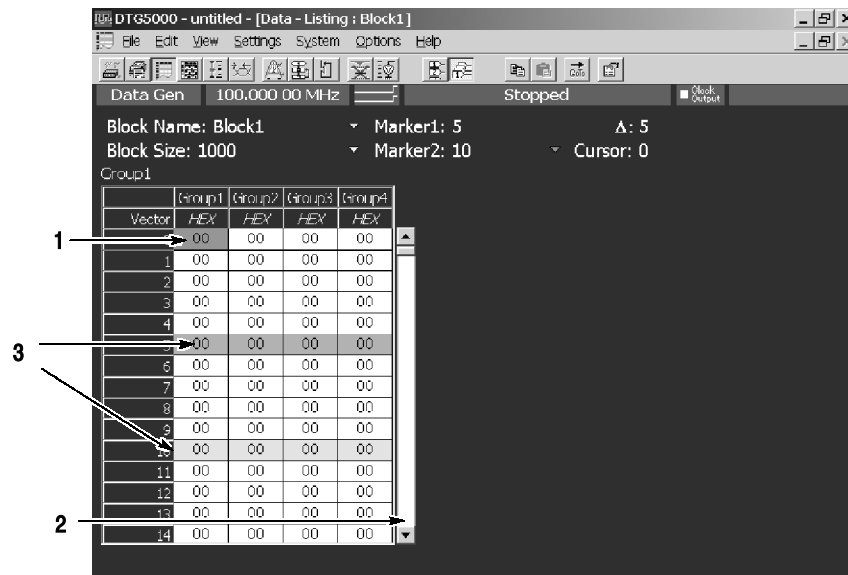 DTG5000 - untitled - [Data - Listing : Block1]
File Edit View Settings System Options Help
Data Gen 100.000 00 MHz Stopped Clock Output
Block Name: Block1 Marker1: 5 Δ: 5
Block Size: 1000 Marker2: 10 Cursor: 0
Group1
Group1 Group2 Group3 Group4
Vector HEX HEX HEX HEX
1 00 00 00 00
1 00 00 00 00
2 00 00 00 00
3 00 00 00 00
4 00 00 00 00
3 00 00 00 00
6 00 00 00 00
7 00 00 00 00
8 00 00 00 00
9 00 00 00 00
10 00 00 00 00
11 00 00 00 00
12 00 00 00 00
13 00 00 00 00
2
14 00 00 00 00